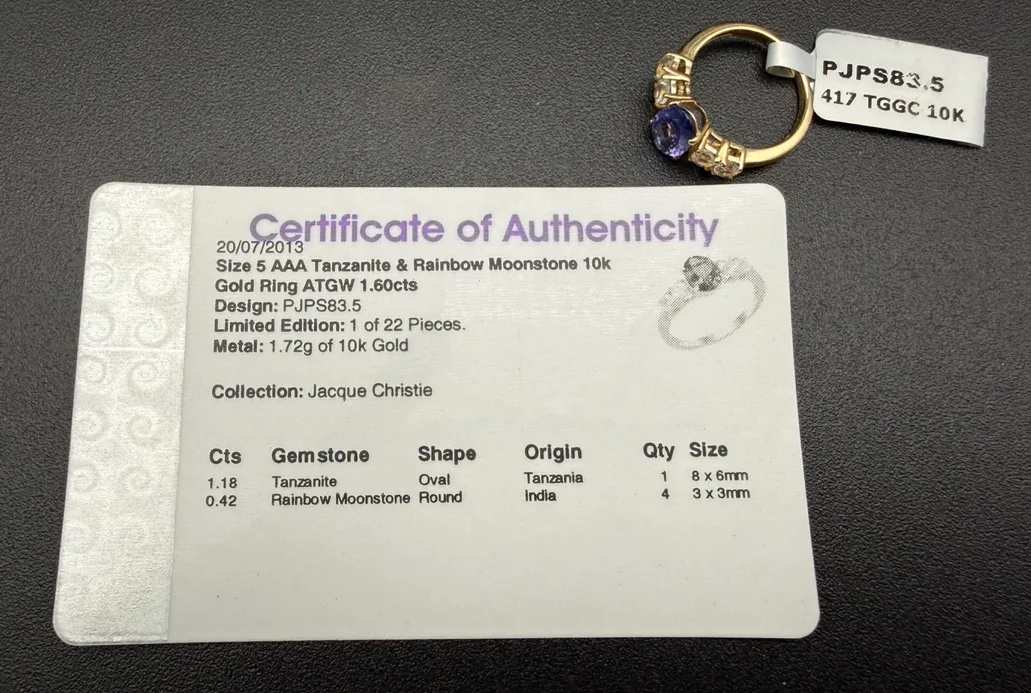 PJPS83.5
417 TGGC 10K
Certificate of Authenticity
20/07/2013
Size 5 AAA Tanzanite & Rainbow Moonstone 10k
Gold Ring ATGW 1.60cts
Design: PJPS83.5
Limited Edition: 1 of 22 Pieces.
Metal: 1.72g of 10k Gold
Collection: Jacque Christie
Cts Gemstone Shape Origin Qty Size
1.18 Tanzanite Oval Tanzania 1 8 x 6mm
0.42 Rainbow Moonstone Round India 4 3 x 3mm